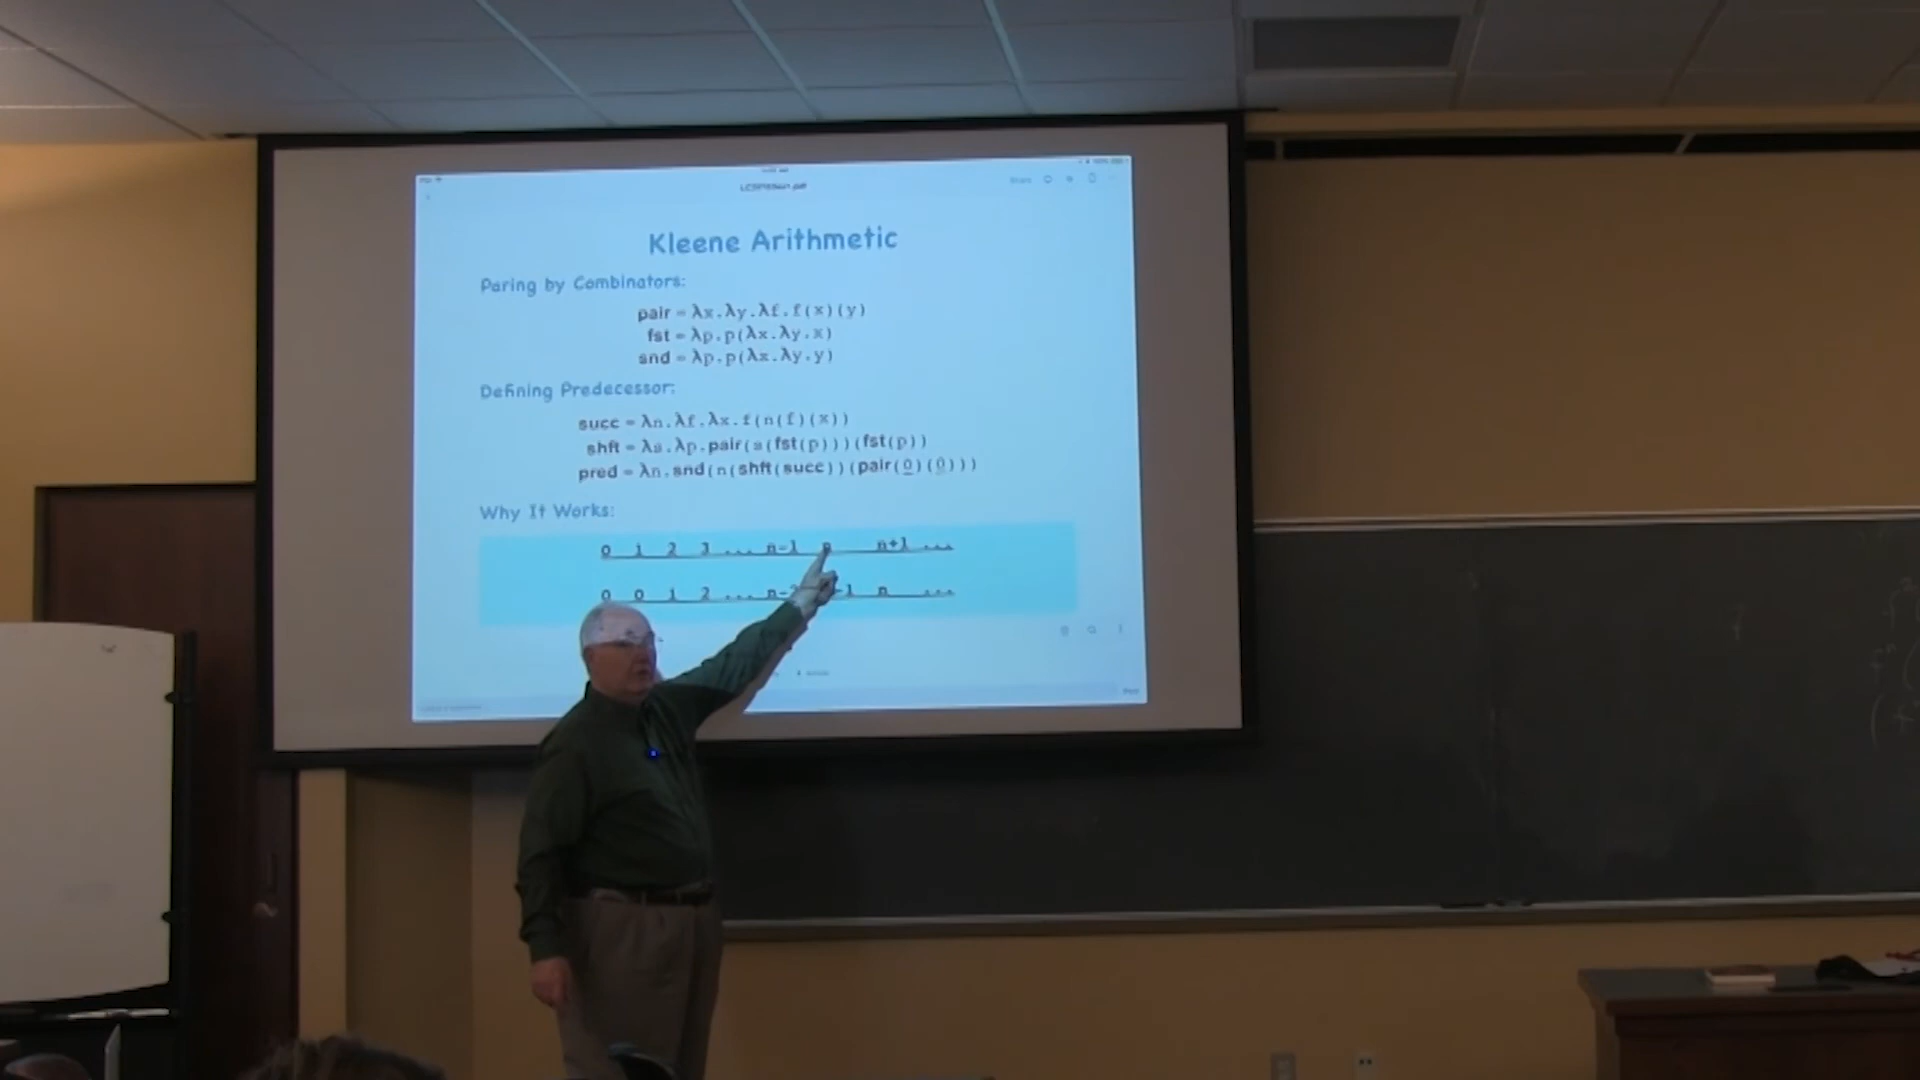 Share
Kleene Arithmetic
Paring by Combinators:
pair = λx.λy.λf.f(x)(y)
fst = λp.p(λx.λy.x)
snd = λp.p(λx.λy.y)
Defining Predecessor:
succ = λn.λf.λx.f(n(f)(x))
shft = λs.λp.pair(s(fst(p)))(fst(p))
pred = λn.snd(n(shft(succ))(pair(0)(0)))
Why It Works:
0 1 2 3 ... n-1 n n+1 ...
0 0 1 2 ... n ...